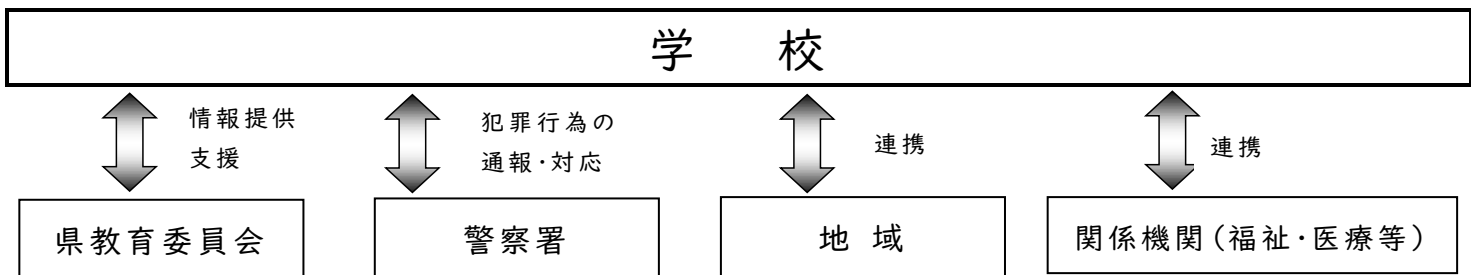 学　校
情報提供
支援
犯罪行為の
通報・対応
連携
連携
県教育委員会
警察署
地 域
関係機関（福祉・医療等）